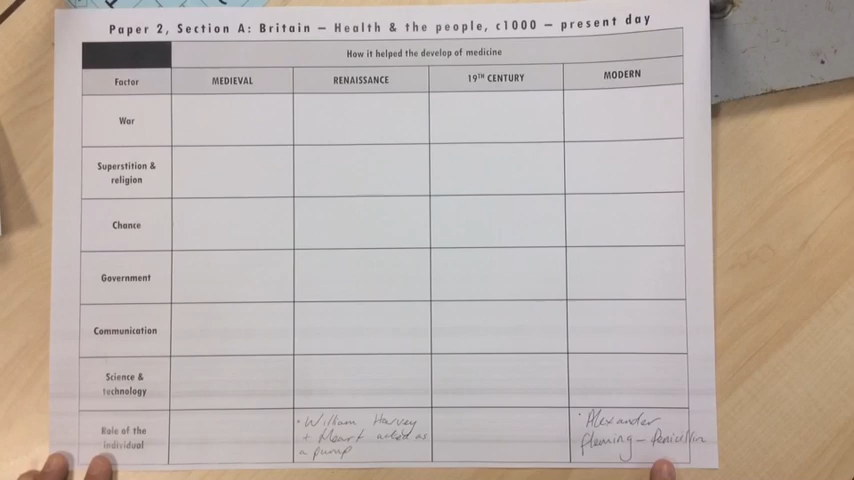 Paper 2, Section A: Britain – Health & the people, c1000 – present day
How it helped the develop of medicine
Factor MEDIEVAL RENAISSANCE 19TH CENTURY MODERN
War
Superstition &
religion
Chance
Government
Communication
Science &
technology
Role of the
individual
• William Harvey
+ Heart acted as
a pump
• Alexander
Fleming – Penicillin